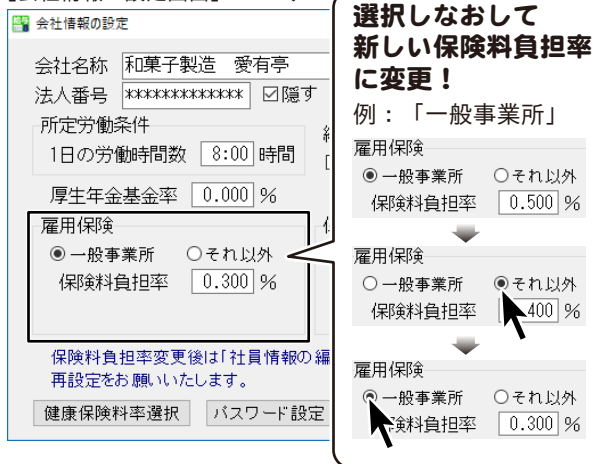 会社情報の設定
会社名称 和菓子製造 愛有亭
法人番号 ************* 隠す
所定労働条件
1日の労働時間数 8:00 時間
厚生年金基金率 0.000 %
雇用保険
一般事業所 それ以外
保険料負担率 0.300 %
保険料負担率変更後は「社員情報の編
再設定をお願いいたします。
健康保険料率選択 パスワード設定
選択しなおして
新しい保険料負担率
に変更!
例:「一般事業所」
雇用保険
一般事業所 それ以外
保険料負担率 0.500 %
雇用保険
一般事業所 それ以外
保険料負担率 400 %
雇用保険
一般事業所 それ以外
険料負担率 0.300 %